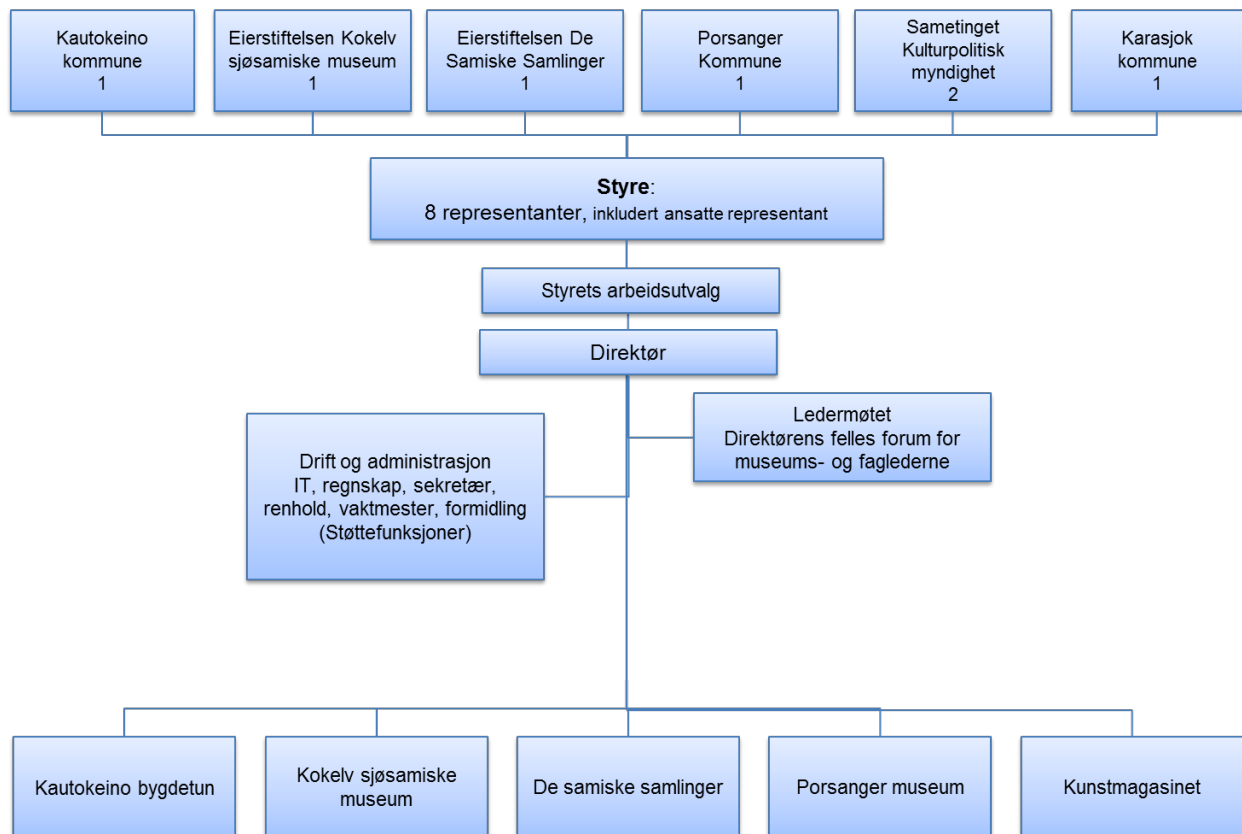 Kautokeino
kommune
1
Eierstiftelsen Kokelv
sjøsamiske museum
1
Eierstiftelsen De
Samiske Samlinger
1
Porsanger
Kommune
1
Sametinget
Kulturpolitisk
myndighet
2
Karasjok
kommune
1
Styre:
8 representanter, inkludert ansatte representant
Styrets arbeidsutvalg
Direktør
Ledermøtet
Direktørens felles forum for
museums- og faglederne
Drift og administrasjon
IT, regnskap, sekretær,
renhold, vaktmester, formidling
(Støttefunksjoner)
Kautokeino bygdetun
Kokelv sjøsamiske
museum
De samiske samlinger
Porsanger museum
Kunstmagasinet